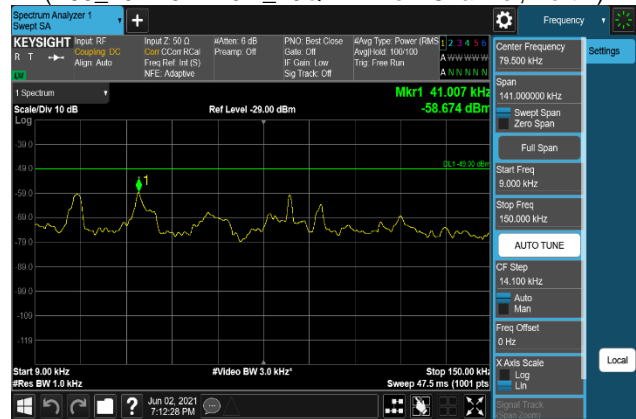 Spectrum Analyzer 1
Swept SA
+
Frequency
KEYSIGHT
R T
LW
Input: RF
Coupling: DC
Align: Auto
Input Z: 50 Ω
Corr CCorr RCal
Freq Ref: Int (S)
NFE: Adaptive
#Atten: 6 dB
Preamp: Off
PNO: Best Close
Gate: Off
IF Gain: Low
Sig Track: Off
#Avg Type: Power (RMS
Avg|Hold: 100/100
Trig: Free Run
1 2 3 4 5 6
A W W W W W
A N N N N N
1 Spectrum
Mkr1 41.007 kHz
Scale/Div 10 dB
Ref Level -29.00 dBm
-58.674 dBm
Log
-39.0
-49.0
DL1 -49.00 dBm
1
-59.0
-69.0
-79.0
-89.0
-99.0
-109
-119
Start 9.00 kHz
#Video BW 3.0 kHz*
Stop 150.00 kHz
#Res BW 1.0 kHz
Sweep 47.5 ms (1001 pts
Center Frequency
79.500 kHz
Settings
Span
141.000000 kHz
Swept Span
Zero Span
Full Span
Start Freq
9.000 kHz
Stop Freq
150.000 kHz
AUTO TUNE
CF Step
14.100 kHz
Auto
Man
Freq Offset
0 Hz
X Axis Scale
Log
Lin
Local
Signal Track
(Span Zoom)
?
Jun 02, 2021
7:12:28 PM